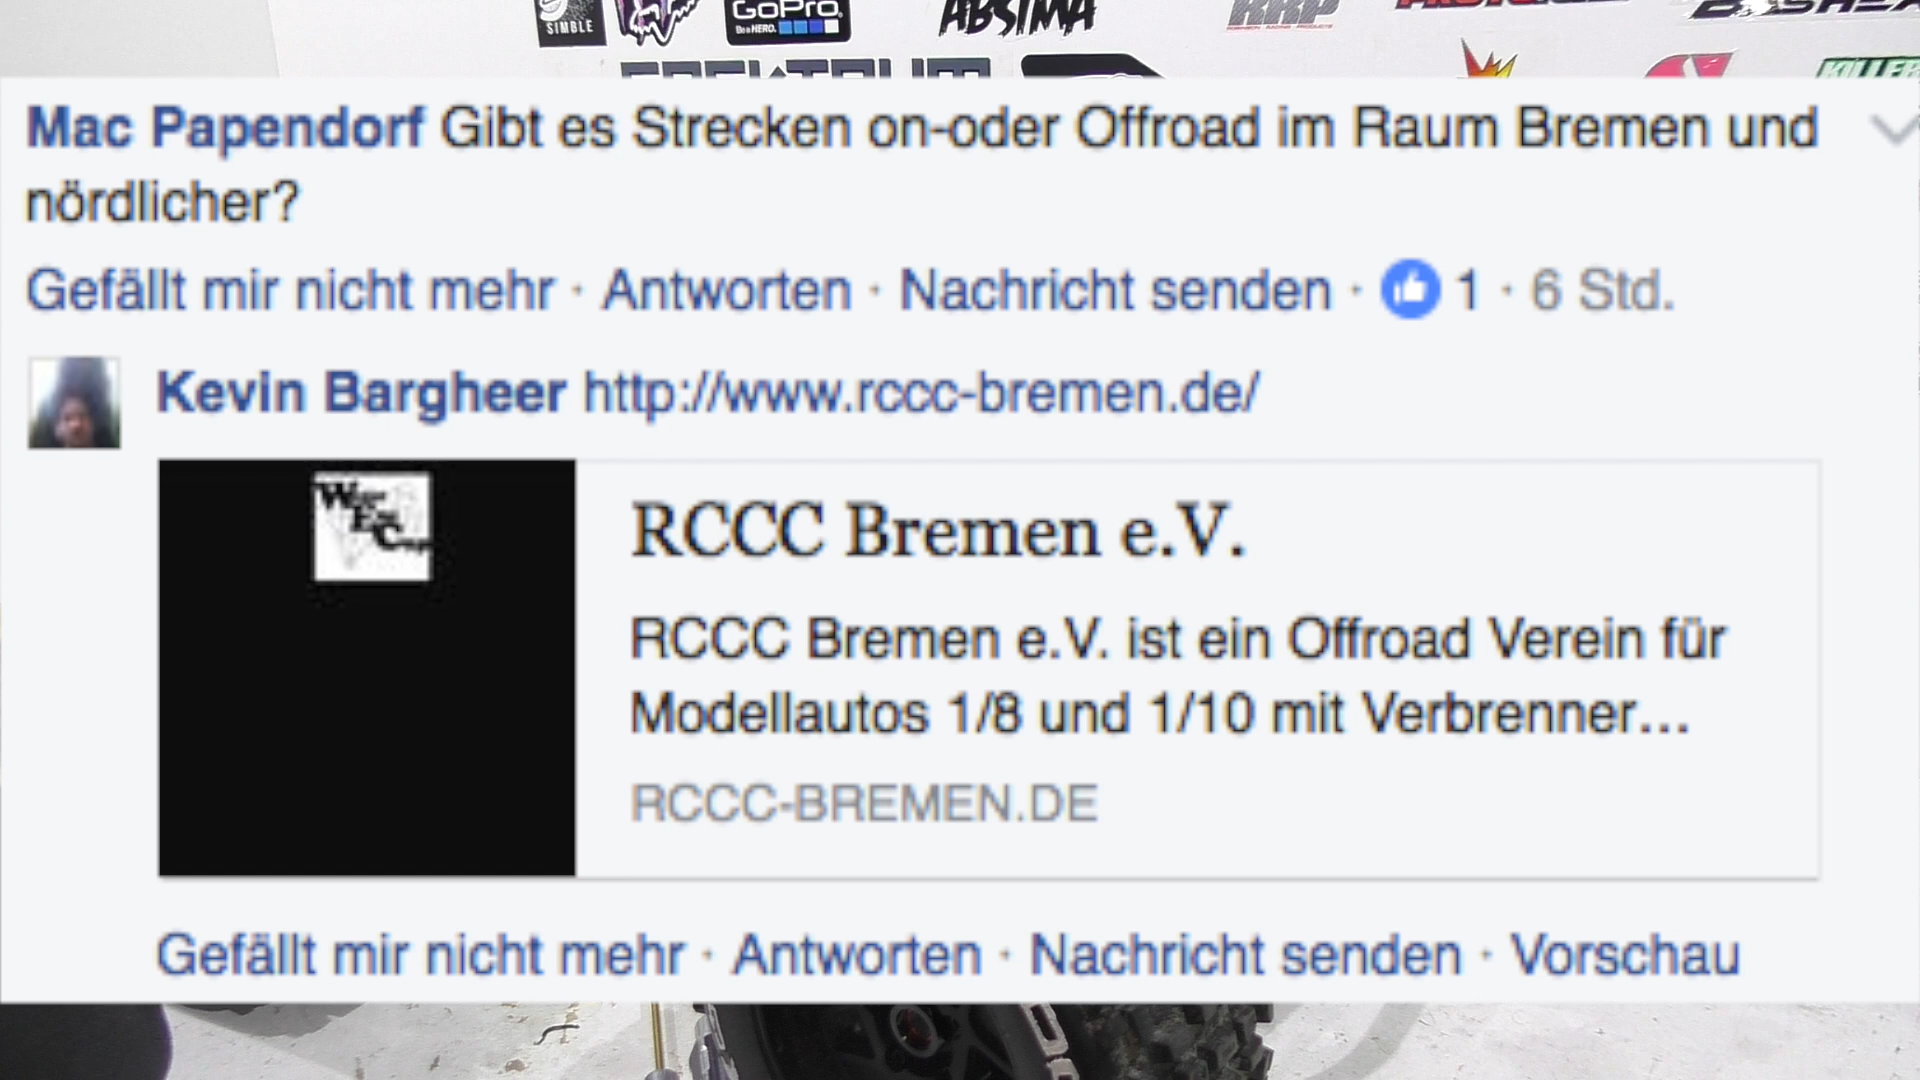 SIMBLE
GoPro
Be a HERO.
ABSIMA
RRP
Mac Papendorf Gibt es Strecken on-oder Offroad im Raum Bremen und
nördlicher?
Gefällt mir nicht mehr · Antworten · Nachricht senden · 1 · 6 Std.
Kevin Bargheer http://www.rccc-bremen.de/
RCCC Bremen e.V.
RCCC Bremen e.V. ist ein Offroad Verein für
Modellautos 1/8 und 1/10 mit Verbrenner...
RCCC-BREMEN.DE
Gefällt mir nicht mehr · Antworten · Nachricht senden · Vorschau